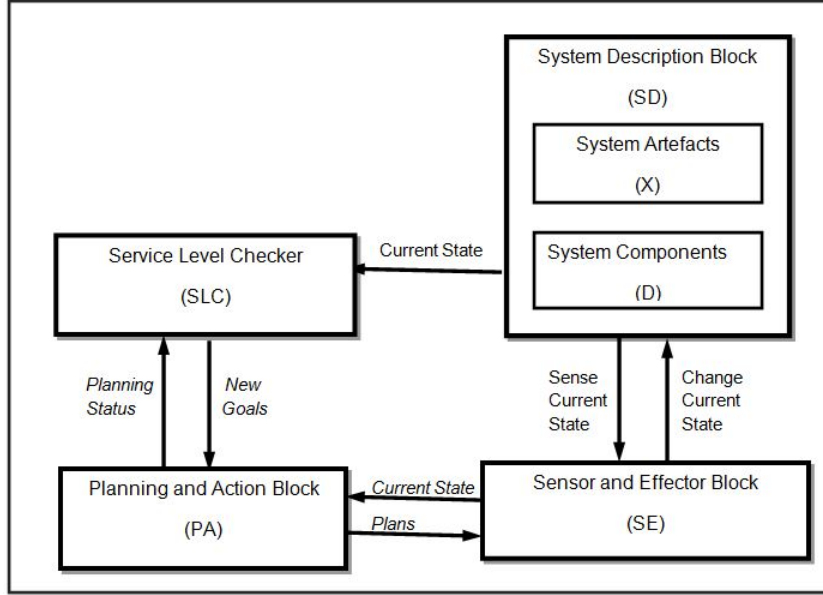 System Description Block
(SD)
System Artefacts
(X)
System Components
(D)
Service Level Checker
(SLC)
Current State
Planning
Status
New
Goals
Sense
Current
State
Change
Current
State
Planning and Action Block
(PA)
Current State
Plans
Sensor and Effector Block
(SE)